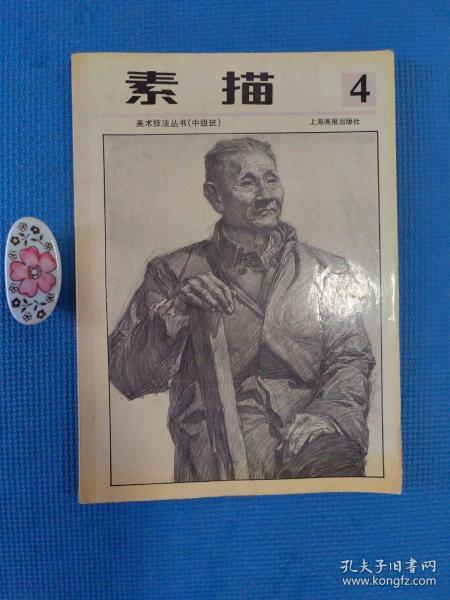 素描
4
美术技法丛书(中级班)
上海画报出版社
孔夫子旧书网
www.kongfz.com